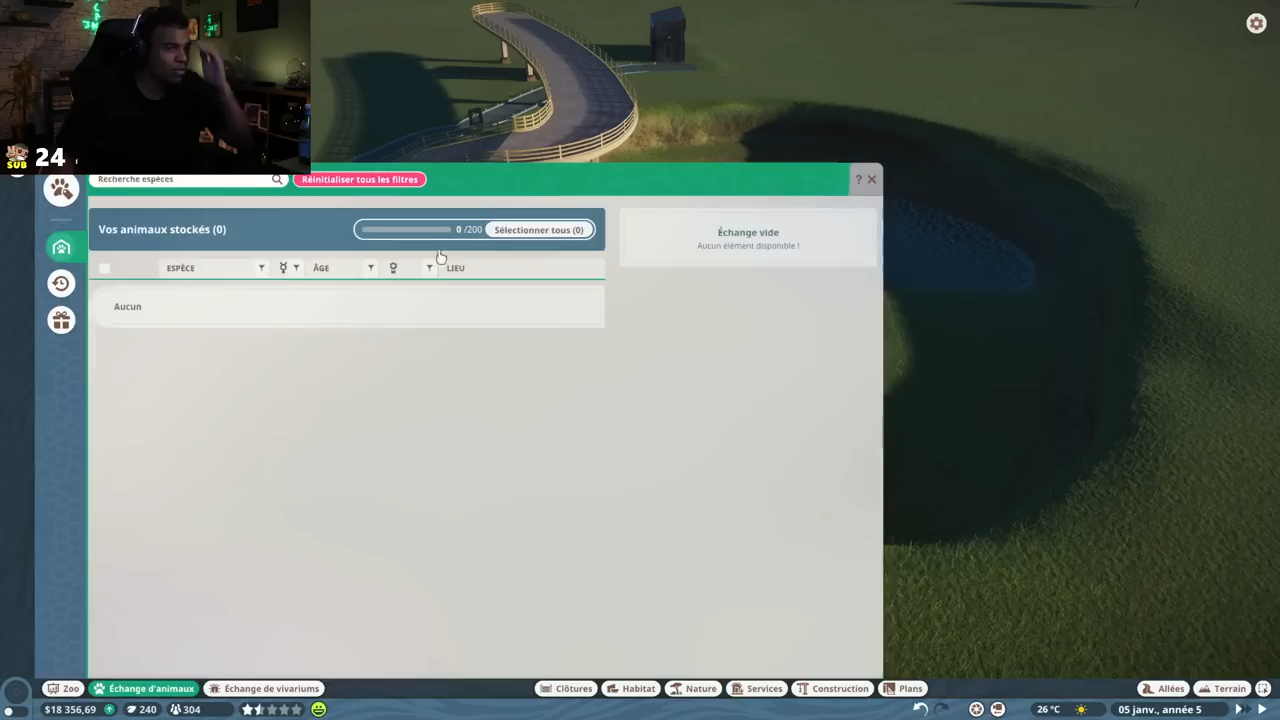 SUB 24
Recherche espèces
Réinitialiser tous les filtres
?
Vos animaux stockés (0)
0 /200
Sélectionner tous (0)
Échange vide
Aucun élément disponible !
ESPÈCE
ÂGE
LIEU
Aucun
Zoo
Échange d'animaux
Échange de vivariums
Clôtures
Habitat
Nature
Services
Construction
Plans
Allées
Terrain
$18 356,69
240
304
26 °C
05 janv., année 5